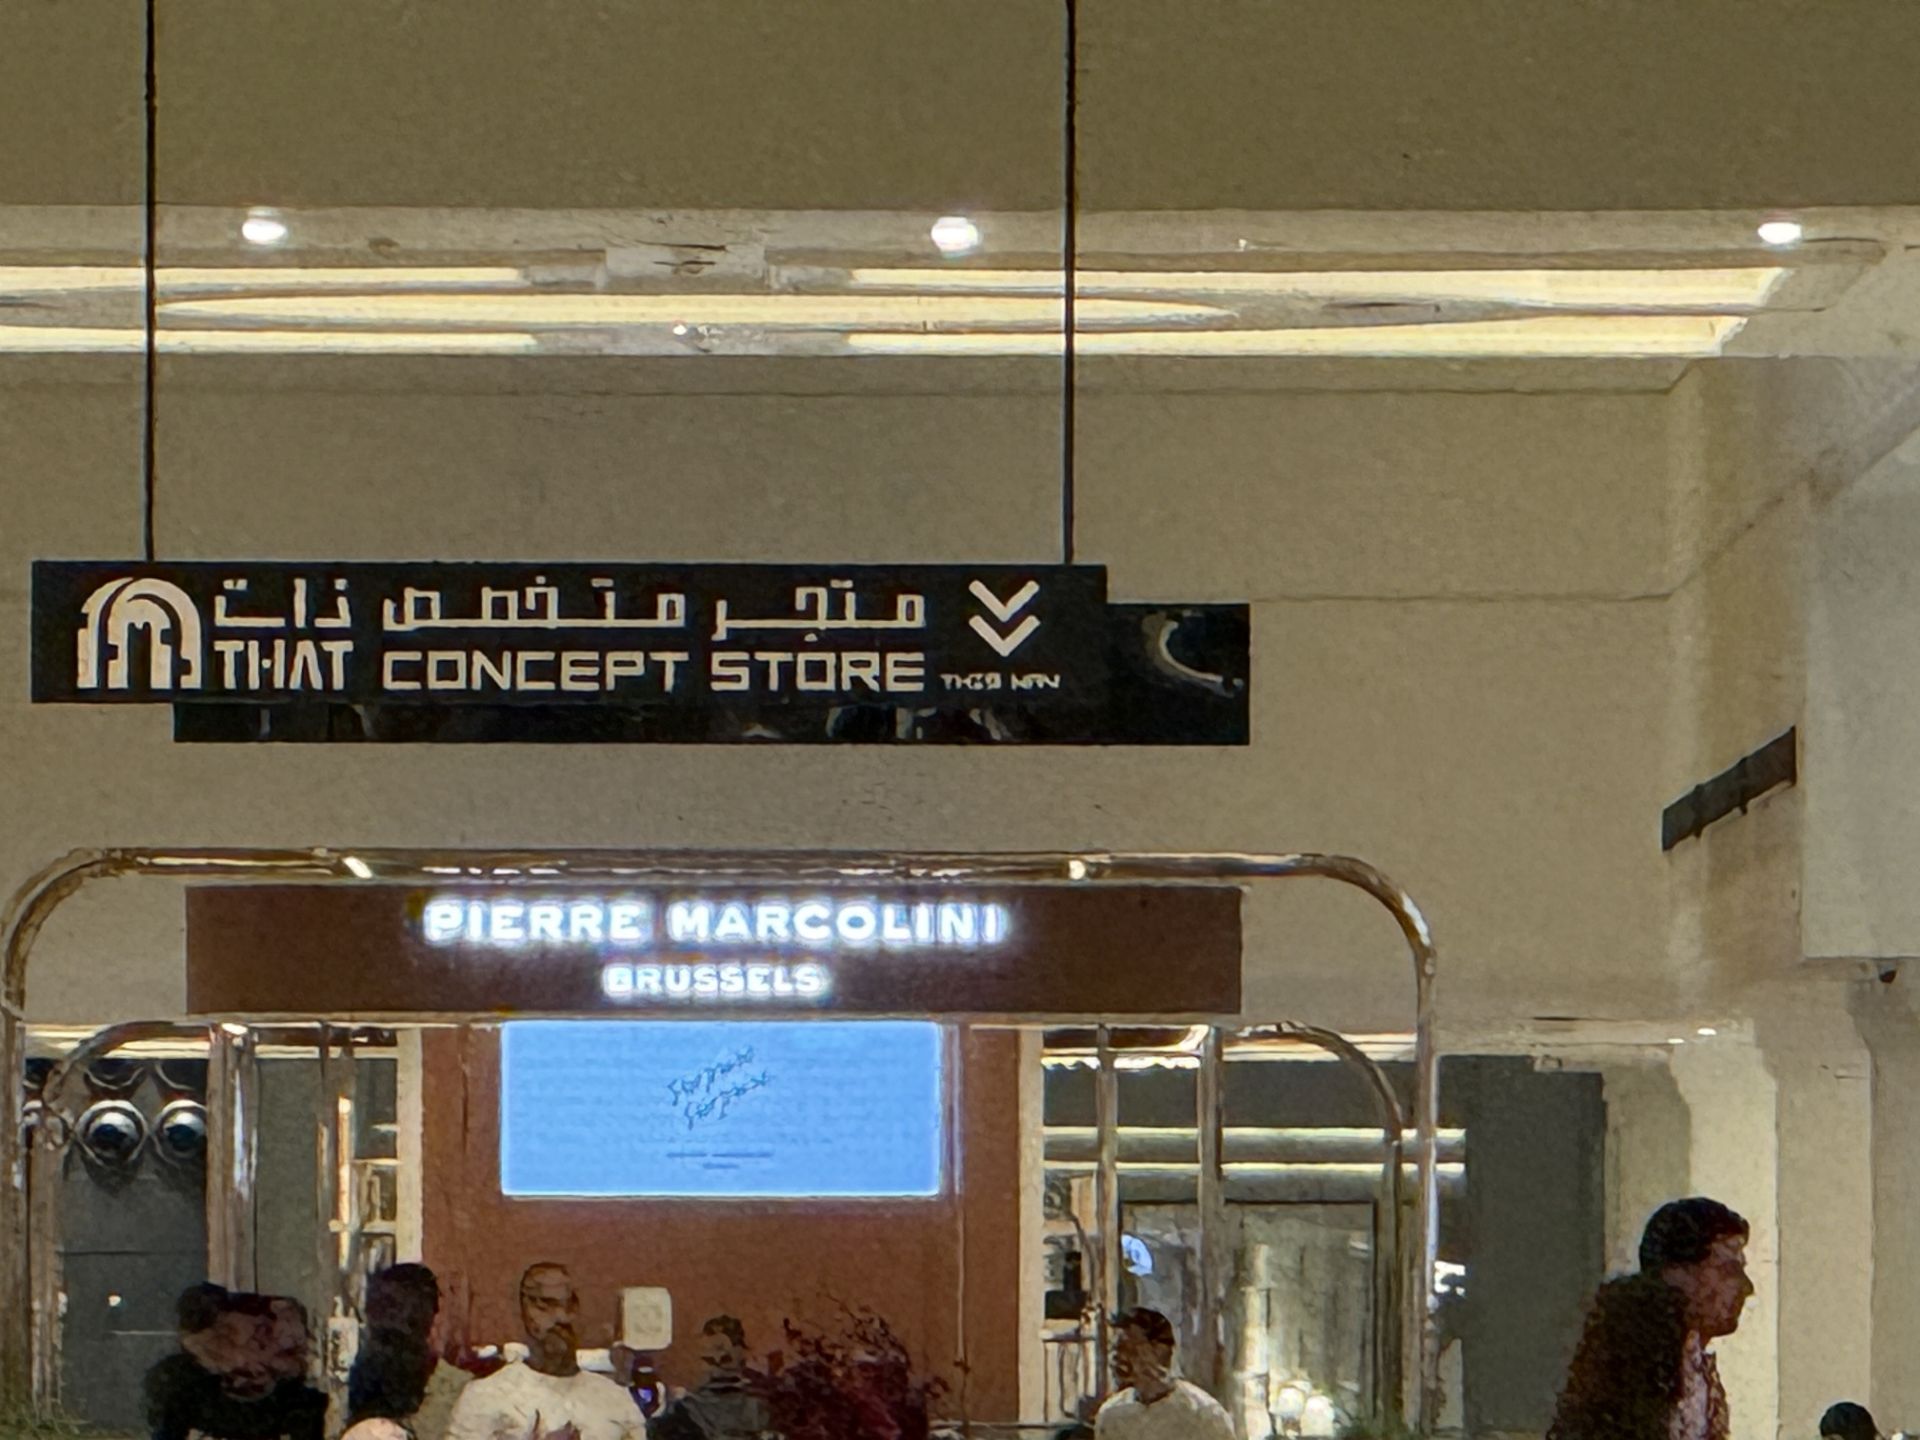 متجر متخصص ذات
THAT CONCEPT STORE
PIERRE MARCOLINI
BRUSSELS